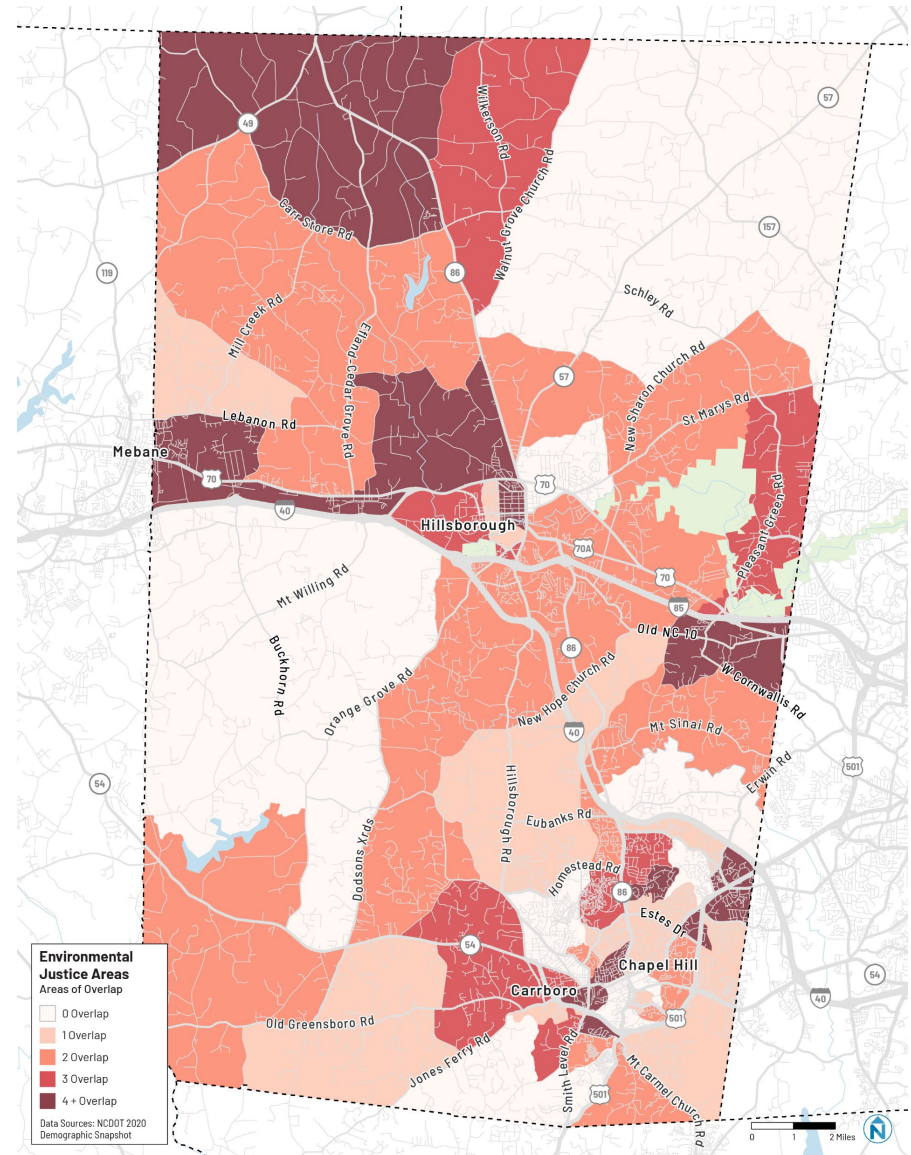 57
Wilkerson Rd
49
Walnut Grove Church Rd
Carr Store Rd
157
119
86
Schley Rd
Mill Creek Rd
Efland-Cedar Grove Rd
57
New Sharon Church Rd
St Marys Rd
Lebanon Rd
Mebane
70
70
Pleasant Green Rd
40
Hillsborough
70A
70
Mt Willing Rd
85
Old NC 10
Buckhorn Rd
86
W Cornwallis Rd
Orange Grove Rd
New Hope Church Rd
Mt Sinai Rd
40
501
Erwin Rd
54
Hillsborough Rd
Eubanks Rd
Dodsons Xrds
Homestead Rd
86
Estes Dr
54
Chapel Hill
54
Carrboro
40
501
Old Greensboro Rd
Jones Ferry Rd
Smith Level Rd
Mt Carmel Church Rd
501
Environmental
Justice Areas
Areas of Overlap
0 Overlap
1 Overlap
2 Overlap
3 Overlap
4 + Overlap
Data Sources: NCDOT 2020
Demographic Snapshot
0 1 2 Miles
N